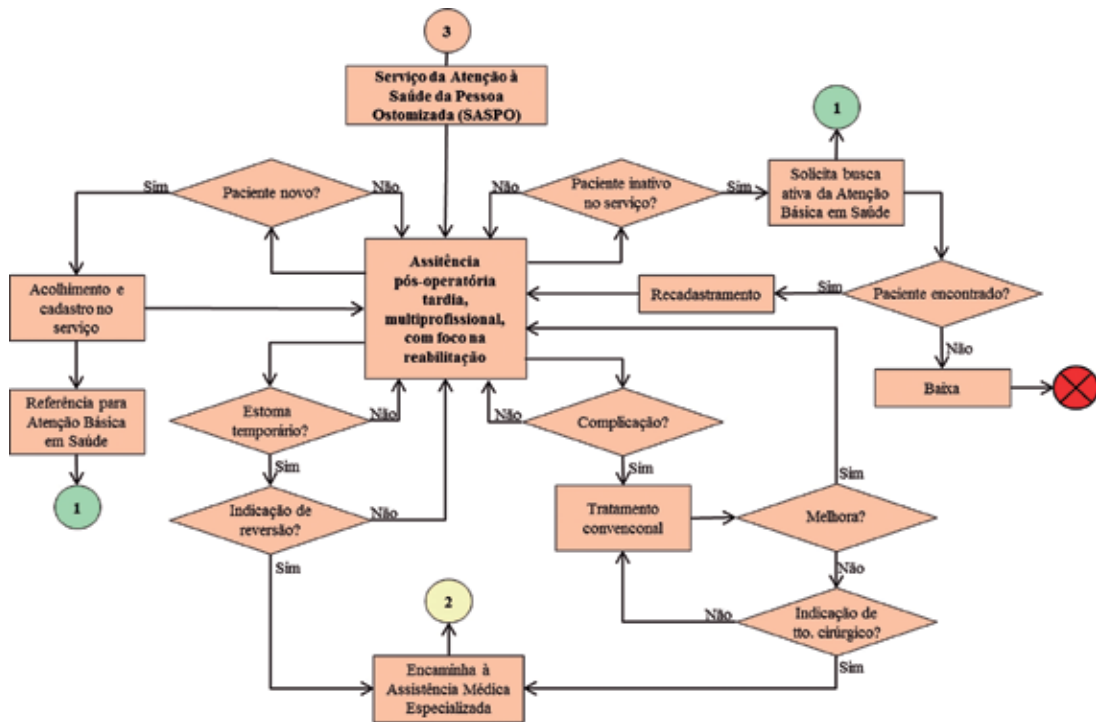 3
Serviço da Atenção à
Saúde da Pessoa
Ostomizada (SASPO)
1
Sim
Paciente novo?
Não
Não
Paciente inativo
no serviço?
Sim
Solicita busca
ativa da Atenção
Básica em Saúde
Acolhimento e
cadastro no
serviço
Assitência
pós-operatória
tardia,
multiprofissional,
com foco na
reabilitação
Recadastramento
Sim
Paciente encontrado?
Não
Baixa
Referência para
Atenção Básica
em Saúde
1
Estoma
temporário?
Não
Sim
Não
Complicação?
Sim
Indicação de
reversão?
Não
Sim
Tratamento
convenconal
Sim
Melhora?
Não
Não
Indicação de
tto. cirúrgico?
Sim
2
Encaminha à
Assistência Médica
Especializada